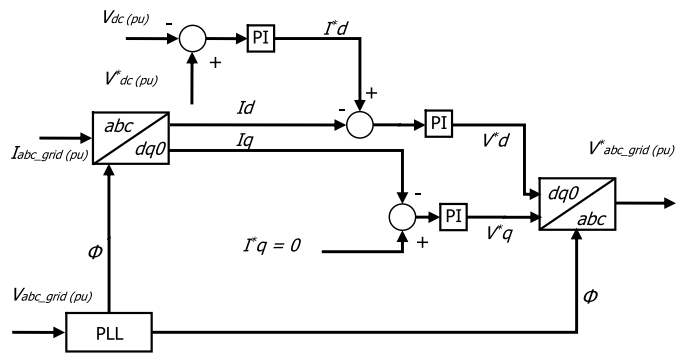 Vdc (pu)
-
PI
I*d
+
V*dc (pu)
+
-
Id
abc
dq0
PI
Iabc_grid (pu)
Iq
V*d
V*abc_grid (pu)
-
dq0
abc
PI
I*q = 0
+
V*q
Φ
Vabc_grid (pu)
Φ
PLL